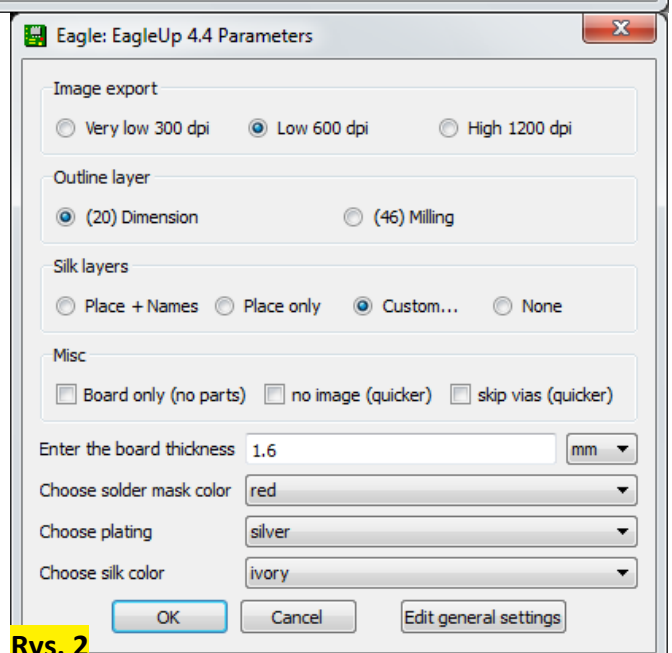 Eagle: EagleUp 4.4 Parameters
Image export
Very low 300 dpi Low 600 dpi High 1200 dpi
Outline layer
(20) Dimension (46) Milling
Silk layers
Place + Names Place only Custom... None
Misc
Board only (no parts) no image (quicker) skip vias (quicker)
Enter the board thickness 1.6 mm
Choose solder mask color red
Choose plating silver
Choose silk color ivory
OK Cancel Edit general settings
Rys. 2